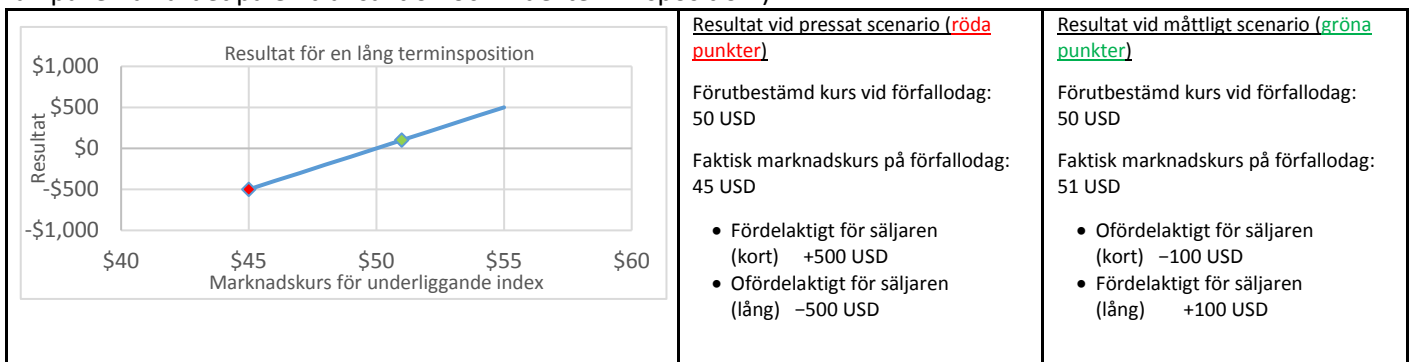 Resultat för en lång terminsposition
$1,000
$500
$0
-$500
-$1,000
Resultat
$40 $45 $50 $55 $60
Marknadskurs för underliggande index
Resultat vid pressat scenario (röda
punkter)
Förutbestämd kurs vid förfallodag:
50 USD
Faktisk marknadskurs på förfallodag:
45 USD
• Fördelaktigt för säljaren
(kort) +500 USD
• Ofördelaktigt för säljaren
(lång) −500 USD
Resultat vid måttligt scenario (gröna
punkter)
Förutbestämd kurs vid förfallodag:
50 USD
Faktisk marknadskurs på förfallodag:
51 USD
• Ofördelaktigt för säljaren
(kort) −100 USD
• Fördelaktigt för säljaren
(lång) +100 USD